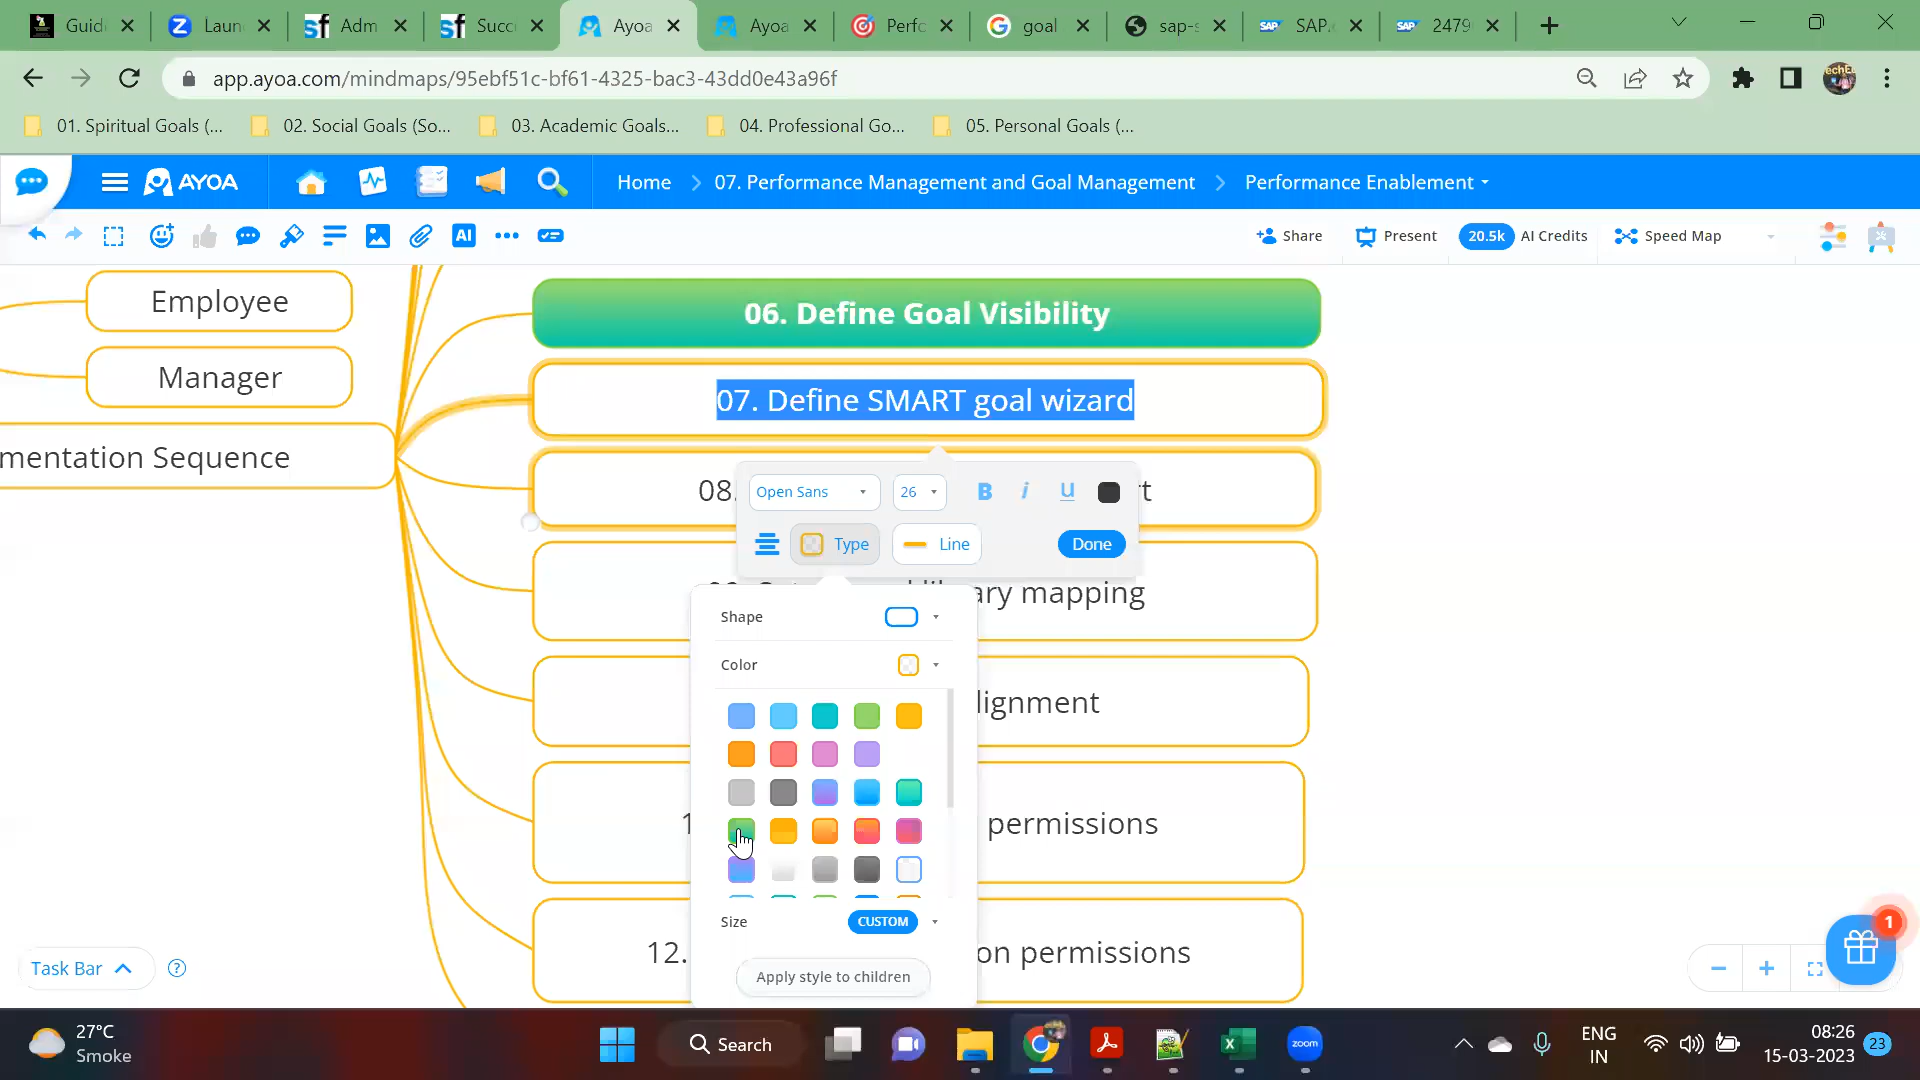 Guid
Laun
Adm
Succ
Ayoa
Ayoa
Perfo
goal
sap-s
SAP.
2479
app.ayoa.com/mindmaps/95ebf51c-bf61-4325-bac3-43dd0e43a96f
01. Spiritual Goals (...
02. Social Goals (So...
03. Academic Goals...
04. Professional Go...
05. Personal Goals (...
AYOA
Home
07. Performance Management and Goal Management
Performance Enablement
AI
Share
Present
20.5k AI Credits
Speed Map
Employee
Manager
mentation Sequence
06. Define Goal Visibility
07. Define SMART goal wizard
08.
t
Open Sans
26
B i U
Type
Line
Done
ary mapping
Shape
Color
lignment
1
permissions
12.
on permissions
Size
CUSTOM
Apply style to children
Task Bar
?
1
27°C
Smoke
Search
zoom
ENG
IN
08:26
15-03-2023
23